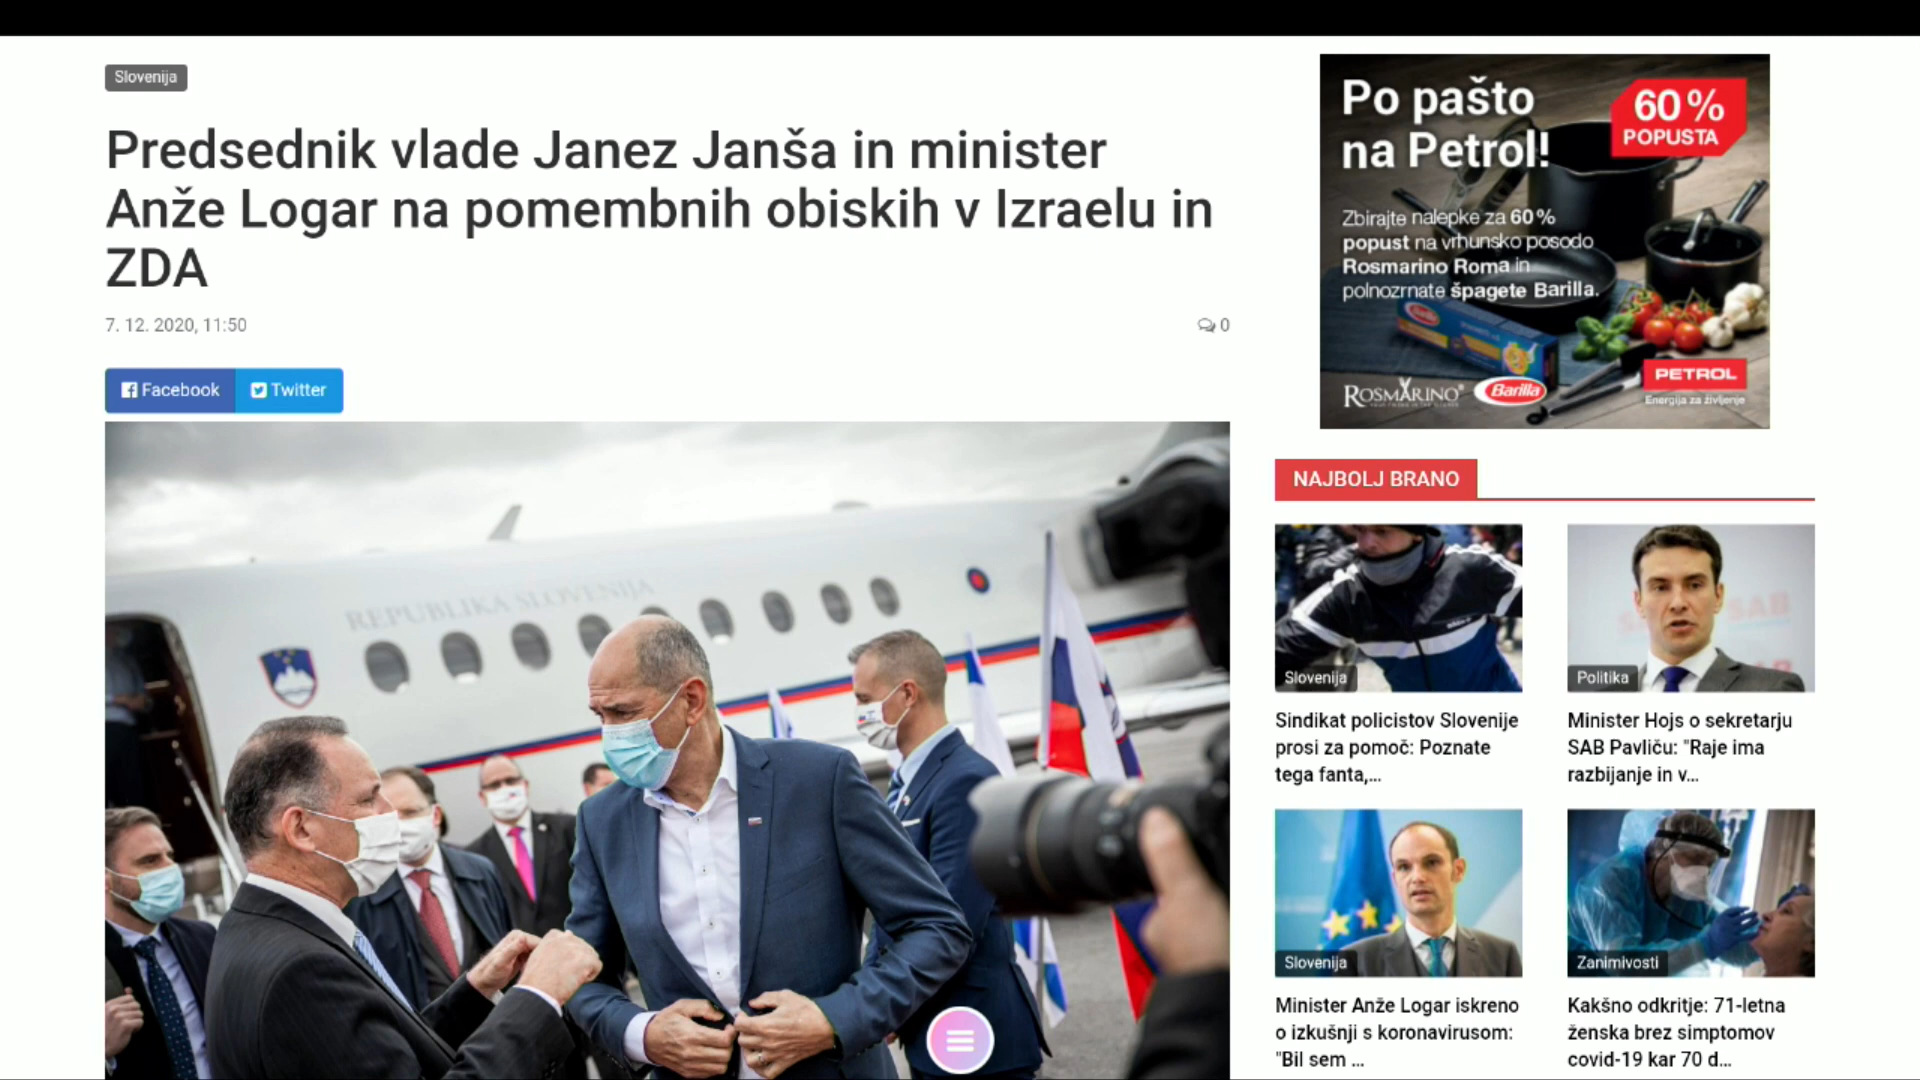 Slovenija
Predsednik vlade Janez Janša in minister
Anže Logar na pomembnih obiskih v Izraelu in
ZDA
7. 12. 2020, 11:50
0
Facebook
Twitter
REPUBLIKA SLOVENIJA
Po pašto
na Petrol!
60 %
POPUSTA
Zbirajte nalepke za 60 %
popust na vrhunsko posodo
Rosmarino Roma in
polnozrnate špagete Barilla.
Barilla
ROSMARINO
Barilla
PETROL
Energija za življenje
NAJBOLJ BRANO
Slovenija
Sindikat policistov Slovenije
prosi za pomoč: Poznate
tega fanta,...
SAB
Politika
Minister Hojs o sekretarju
SAB Pavliču: "Raje ima
razbijanje in v...
Slovenija
Minister Anže Logar iskreno
o izkušnji s koronavirusom:
"Bil sem ...
Zanimivosti
Kakšno odkritje: 71-letna
ženska brez simptomov
covid-19 kar 70 d...